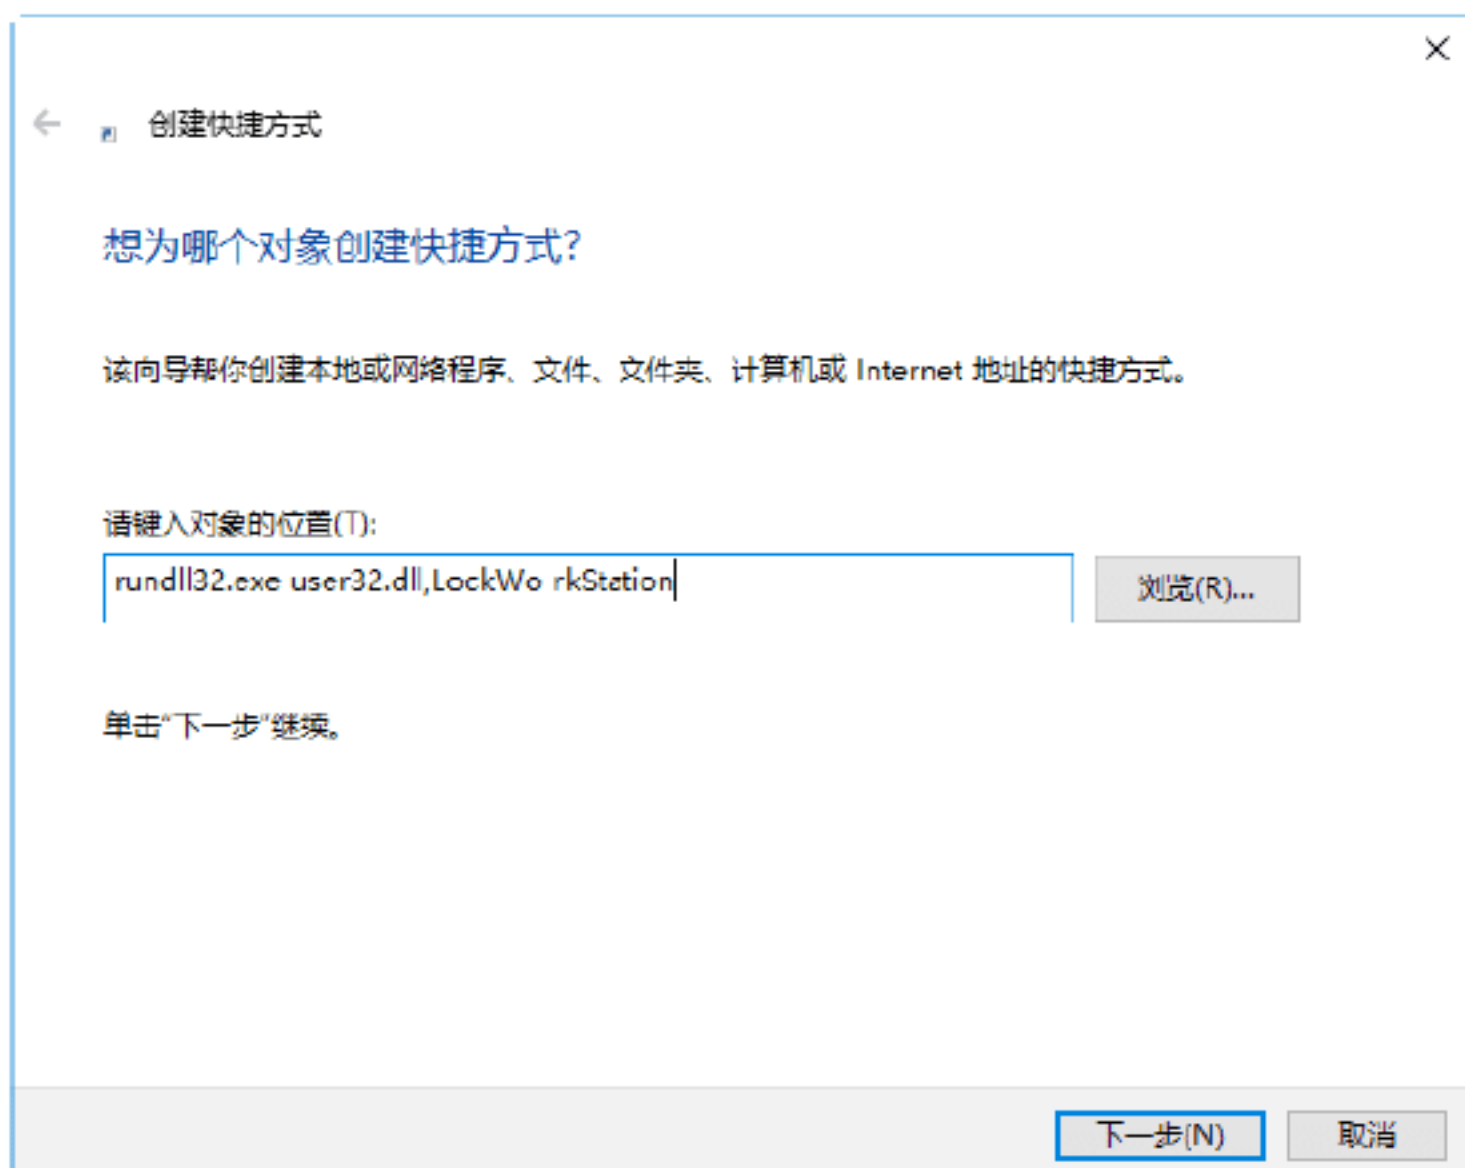 创建快捷方式
想为哪个对象创建快捷方式?
该向导帮你创建本地或网络程序、文件、文件夹、计算机或 Internet 地址的快捷方式。
请键入对象的位置(T):
rundll32.exe user32.dll,LockWo rkStation
浏览(R)...
单击“下一步”继续。
下一步(N)
取消